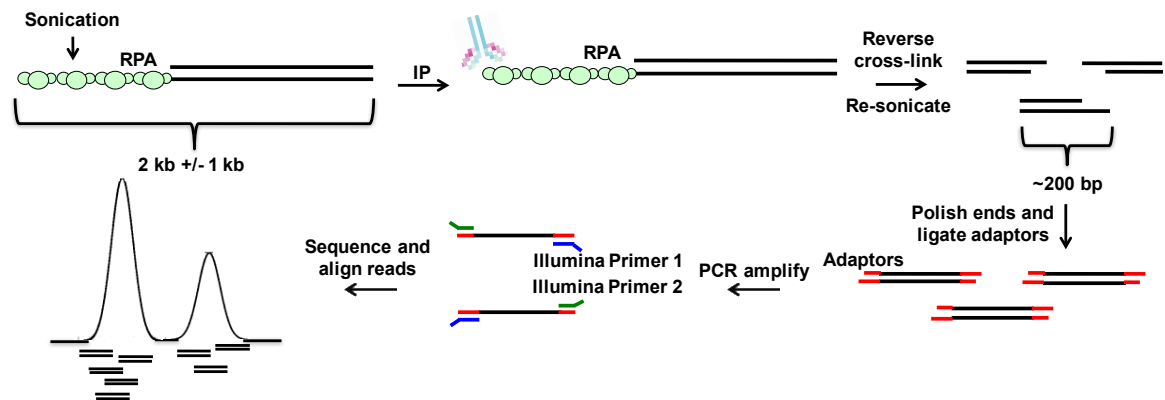 Sonication
RPA
IP
RPA
Reverse
cross-link
Re-sonicate
2 kb +/- 1 kb
~200 bp
Polish ends and
ligate adaptors
Adaptors
PCR amplify
Illumina Primer 1
Illumina Primer 2
Sequence and
align reads